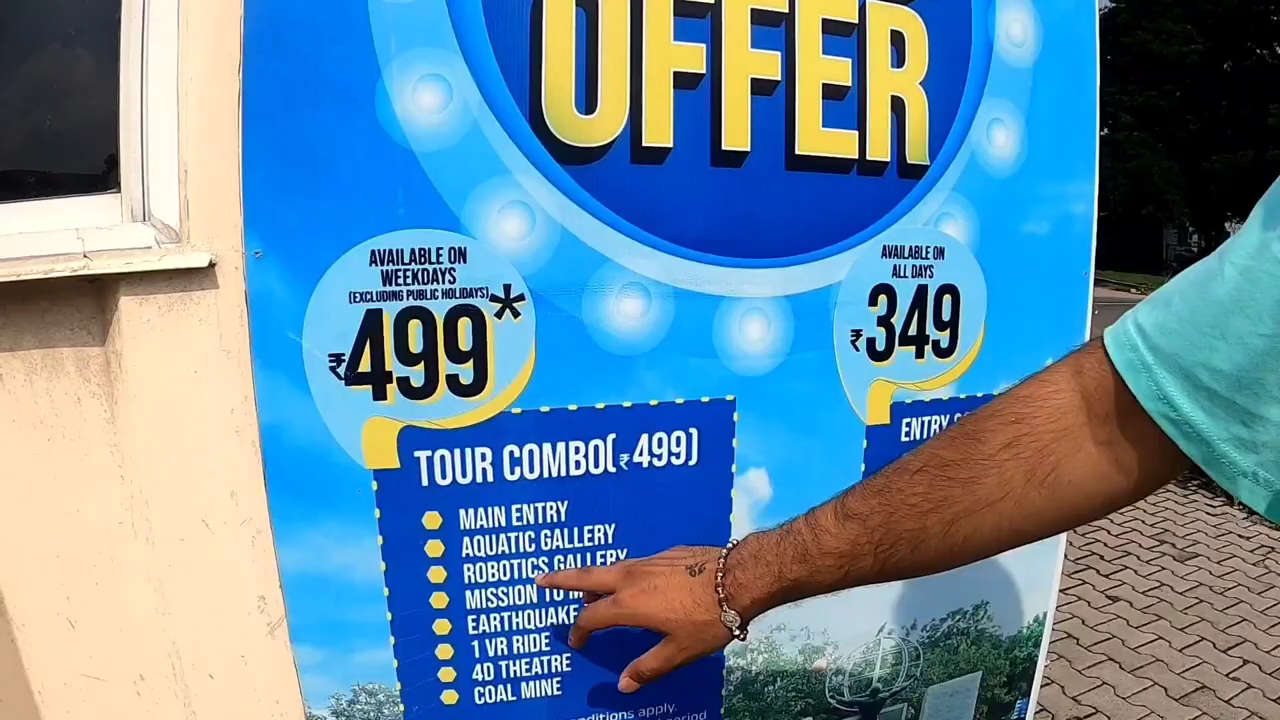 OFFER
AVAILABLE ON
WEEKDAYS
(EXCLUDING PUBLIC HOLIDAYS)
₹499*
AVAILABLE ON
ALL DAYS
₹349
TOUR COMBO(₹499)
MAIN ENTRY
AQUATIC GALLERY
ROBOTICS GALLERY
MISSION TO
EARTHQUAKE
1 VR RIDE
4D THEATRE
COAL MINE
ENTRY
apply.
period